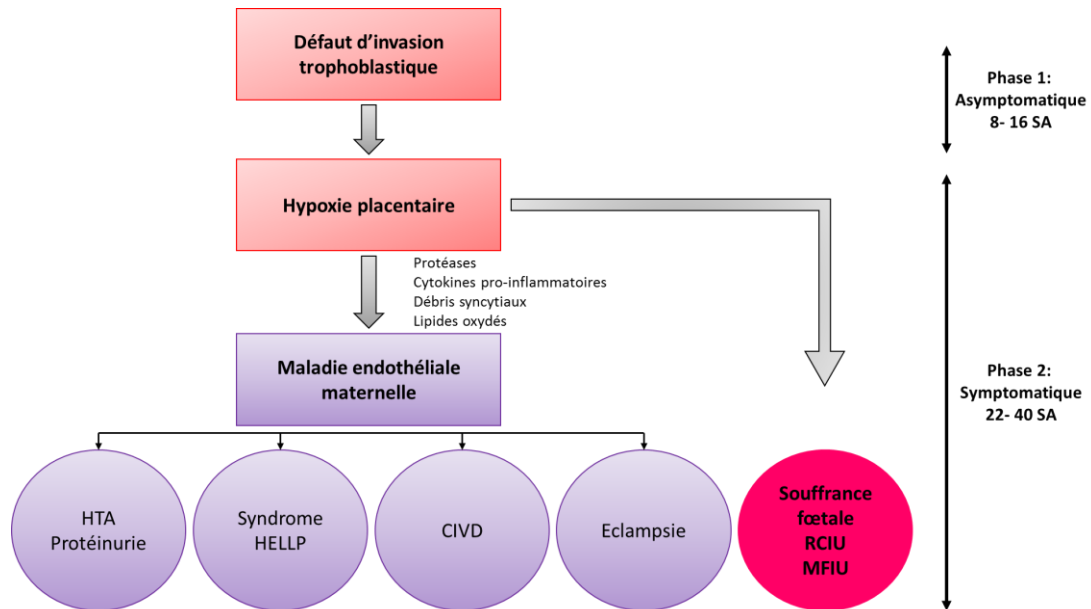 Défaut d'invasion
trophoblastique
Phase 1:
Asymptomatique
8- 16 SA
Hypoxie placentaire
Protéases
Cytokines pro-inflammatoires
Débris syncytiaux
Lipides oxydés
Maladie endothéliale
maternelle
Phase 2:
Symptomatique
22- 40 SA
HTA
Protéinurie
Syndrome
HELLP
CIVD
Eclampsie
Souffrance
fœtale
RCIU
MFIU